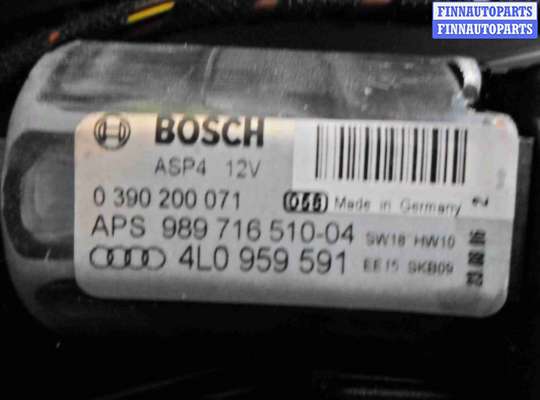 FINNAUTOPARTS
FINNAUTOPARTS
BOSCH
ASP4 12V
0 390 200 071
Made in Germany
APS 989 716 510-04 SW18 HW10
4L0 959 591 EE15 SKB09